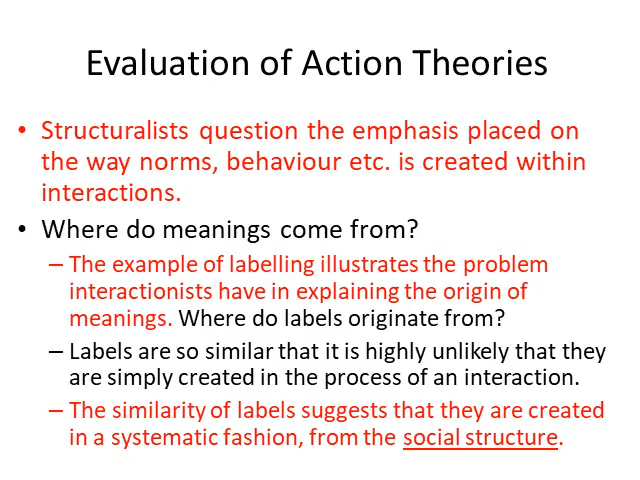 Evaluation of Action Theories
• Structuralists question the emphasis placed on
the way norms, behaviour etc. is created within
interactions.
• Where do meanings come from?
– The example of labelling illustrates the problem
interactionists have in explaining the origin of
meanings. Where do labels originate from?
– Labels are so similar that it is highly unlikely that they
are simply created in the process of an interaction.
– The similarity of labels suggests that they are created
in a systematic fashion, from the social structure.